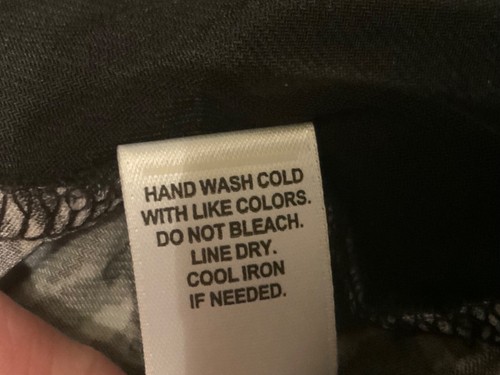 HAND WASH COLD
WITH LIKE COLORS.
DO NOT BLEACH.
LINE DRY.
COOL IRON
IF NEEDED.